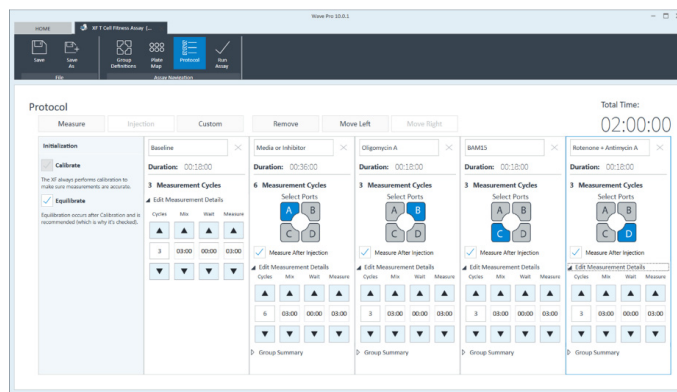 Wave Pro 10.0.1
HOME
XF T Cell Fitness Assay (...
Save
Save As
Group Definitions
Plate Map
Protocol
Run Assay
File
Assay Navigation
Protocol
Total Time:
02:00:00
Measure
Injection
Custom
Remove
Move Left
Move Right
Initialization
Calibrate
The XF always performs calibration to
make sure measurements are accurate.
Equilibrate
Equilibration occurs after Calibration and is
recommended (which is why it's checked).
Baseline
Duration: 00:18:00
3 Measurement Cycles
Edit Measurement Details
Cycles Mix Wait Measure
3 03:00 00:00 03:00
Media or Inhibitor
Duration: 00:36:00
6 Measurement Cycles
Select Ports
A B
C D
Measure After Injection
Edit Measurement Details
Cycles Mix Wait Measure
6 03:00 00:00 03:00
Group Summary
Oligomycin A
Duration: 00:18:00
3 Measurement Cycles
Select Ports
A B
C D
Measure After Injection
Edit Measurement Details
Cycles Mix Wait Measure
3 03:00 00:00 03:00
Group Summary
BAM15
Duration: 00:18:00
3 Measurement Cycles
Select Ports
A B
C D
Measure After Injection
Edit Measurement Details
Cycles Mix Wait Measure
3 03:00 00:00 03:00
Group Summary
Rotenone + Antimycin A
Duration: 00:18:00
3 Measurement Cycles
Select Ports
A B
C D
Measure After Injection
Edit Measurement Details
Cycles Mix Wait Measure
3 03:00 00:00 03:00
Group Summary